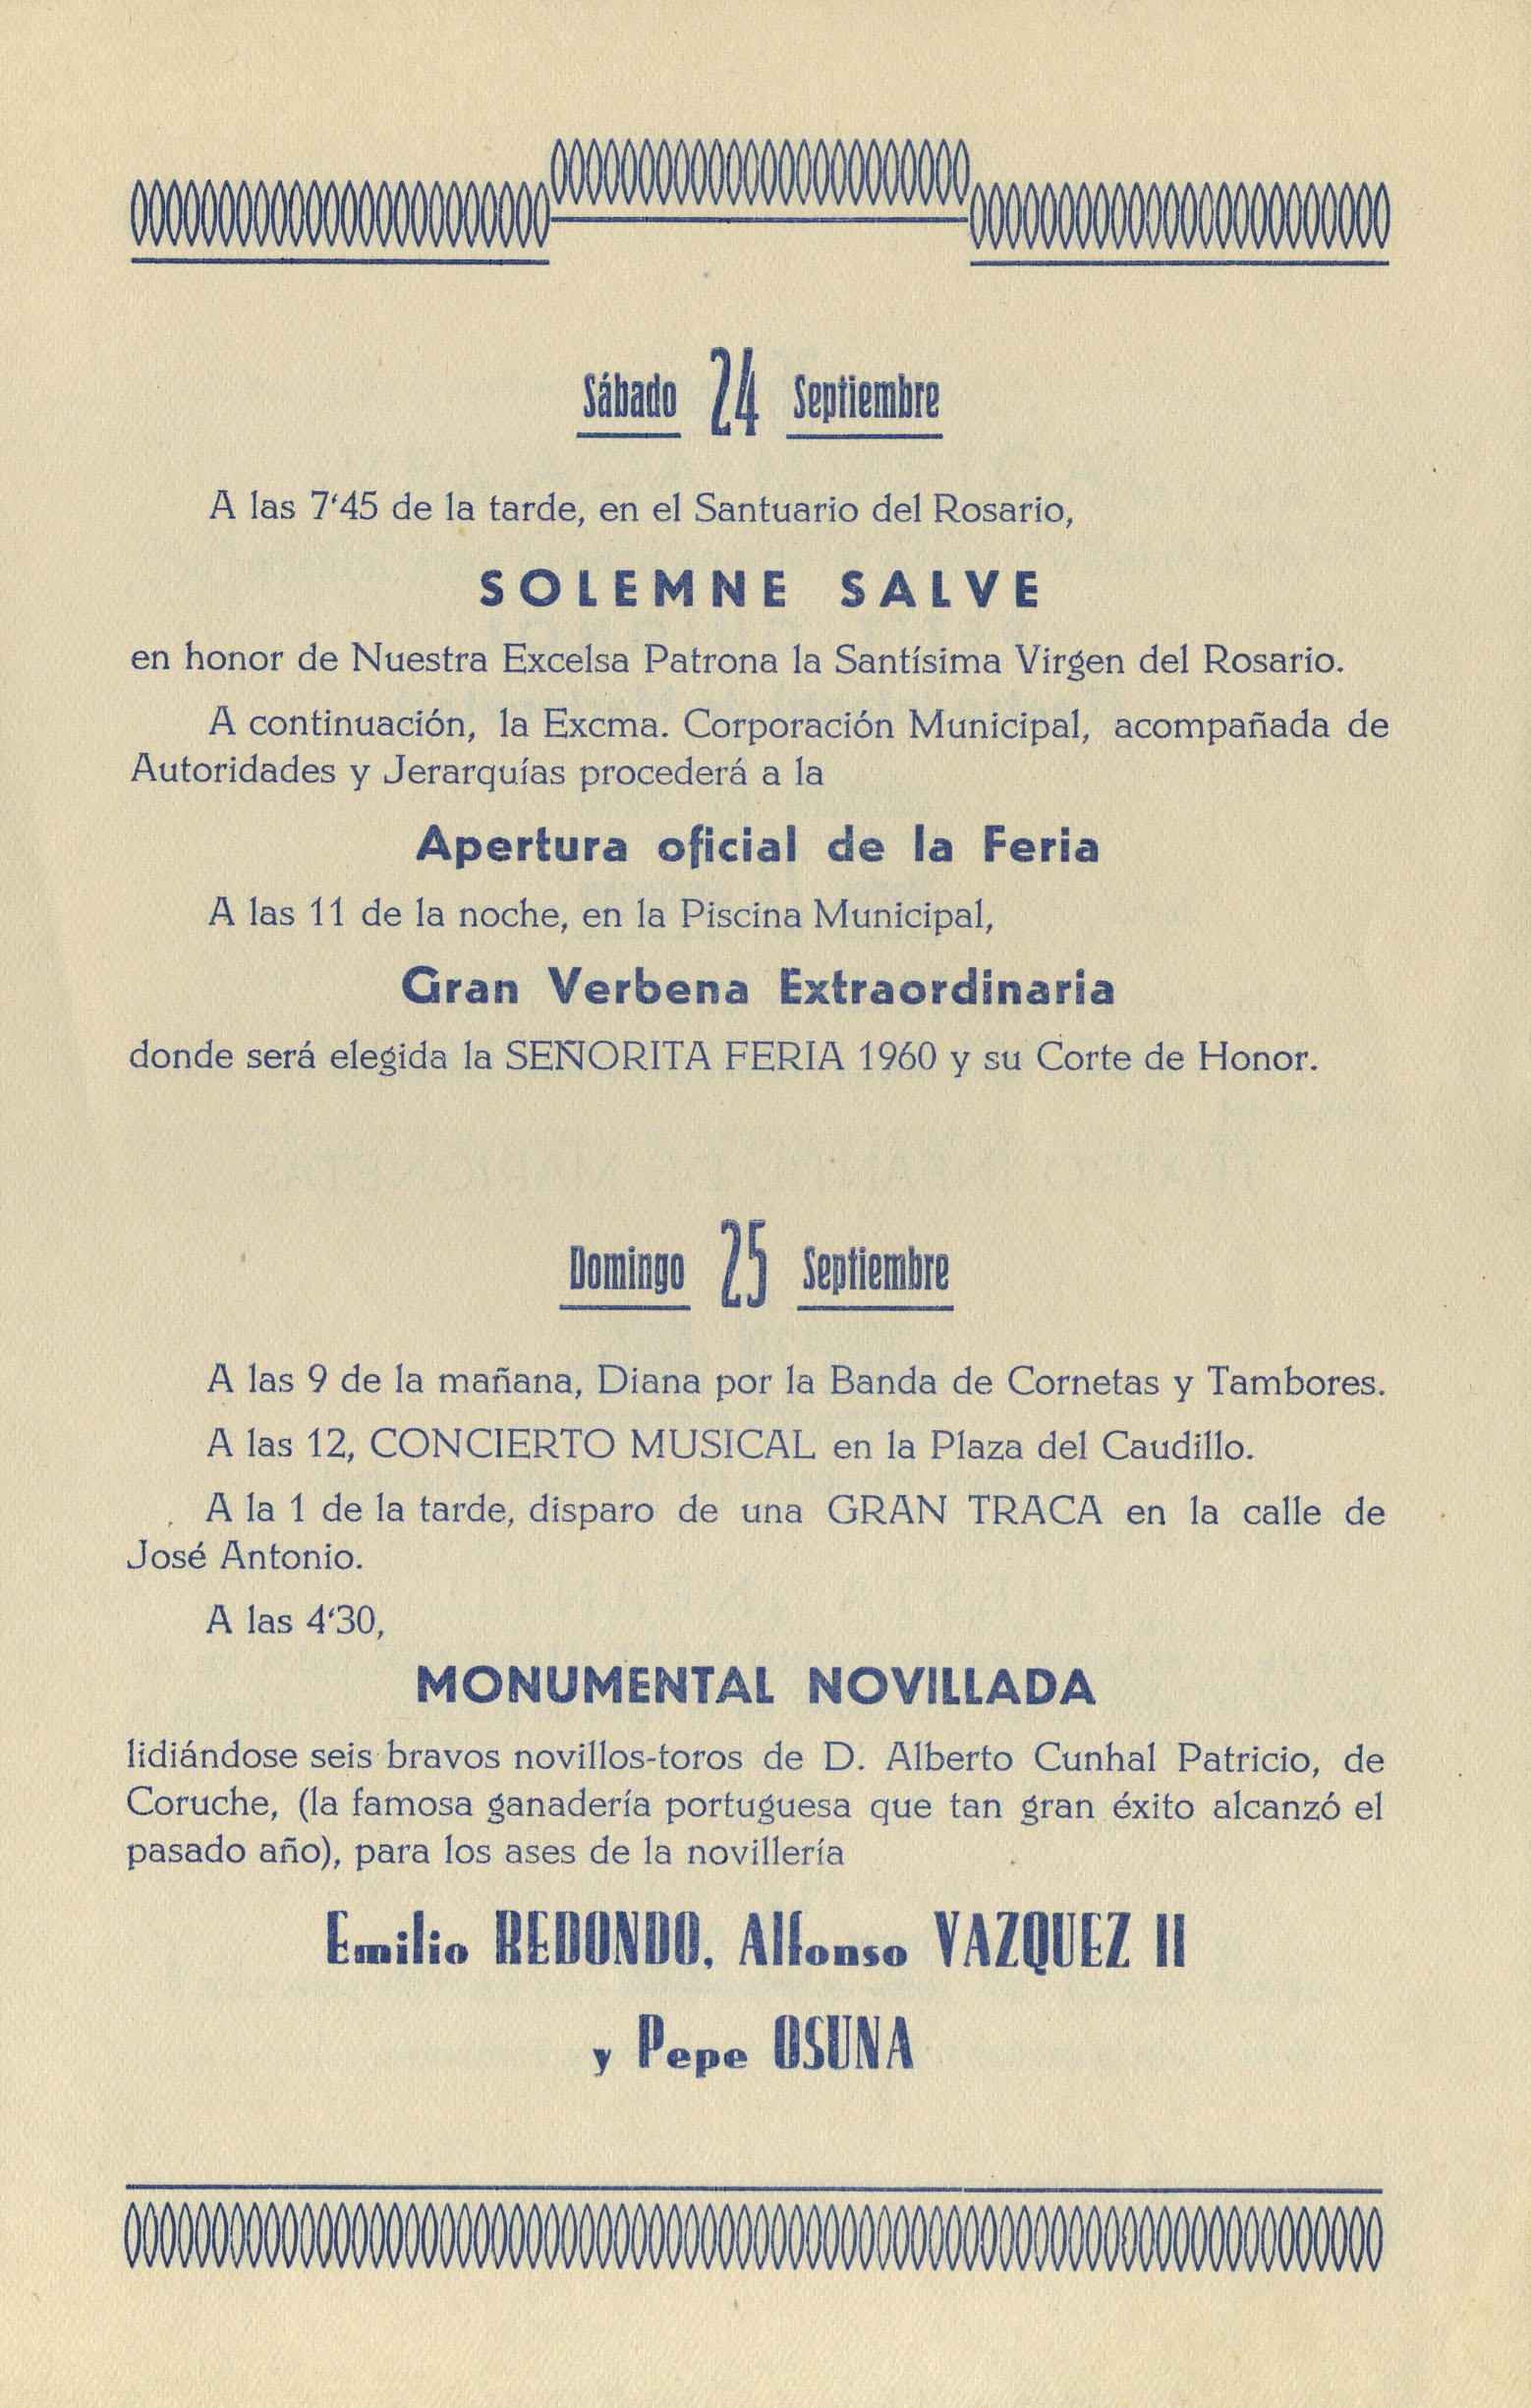 Sábado 24 Septiembre
A las 7‘45 de la tarde, en el Santuario del Rosario,
SOLEMNE SALVE
en honor de Nuestra Excelsa Patrona la Santísima Virgen del Rosario.
A continuación, la Excma. Corporación Municipal, acompañada de
Autoridades y Jerarquías procederá a la
Apertura oficial de la Feria
A las 11 de la noche, en la Piscina Municipal,
Gran Verbena Extraordinaria
donde será elegida la SEÑORITA FERIA 1960 y su Corte de Honor.
Domingo 25 Septiembre
A las 9 de la mañana, Diana por la Banda de Cornetas y Tambores.
A las 12, CONCIERTO MUSICAL en la Plaza del Caudillo.
A la 1 de la tarde, disparo de una GRAN TRACA en la calle de
José Antonio.
A las 4‘30,
MONUMENTAL NOVILLADA
lidiándose seis bravos novillos-toros de D. Alberto Cunhal Patricio, de
Coruche, (la famosa ganadería portuguesa que tan gran éxito alcanzó el
pasado año), para los ases de la novillería
Emilio REDONDO, Alfonso VAZQUEZ II
y Pepe OSUNA